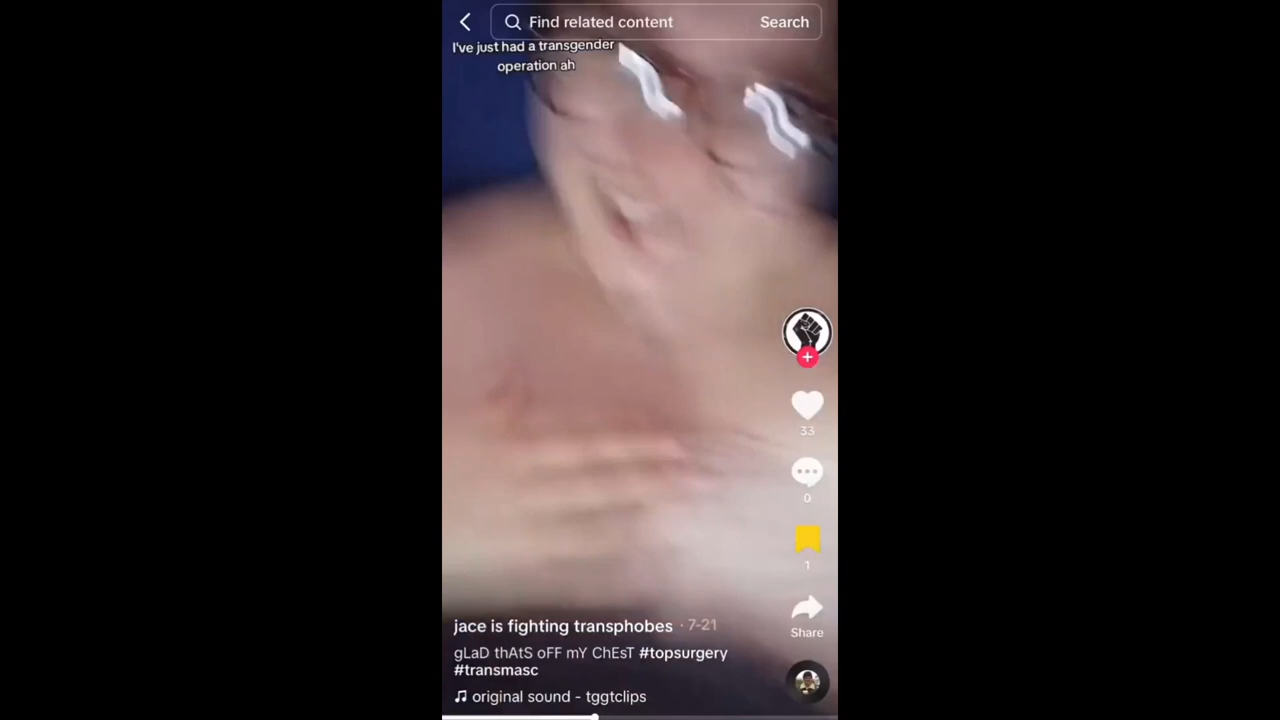 Find related content
Search
I've just had a transgender
operation ah
33
0
1
Share
jace is fighting transphobes · 7-21
gLaD thAtS oFF mY ChEsT #topsurgery
#transmasc
original sound - tggtclips